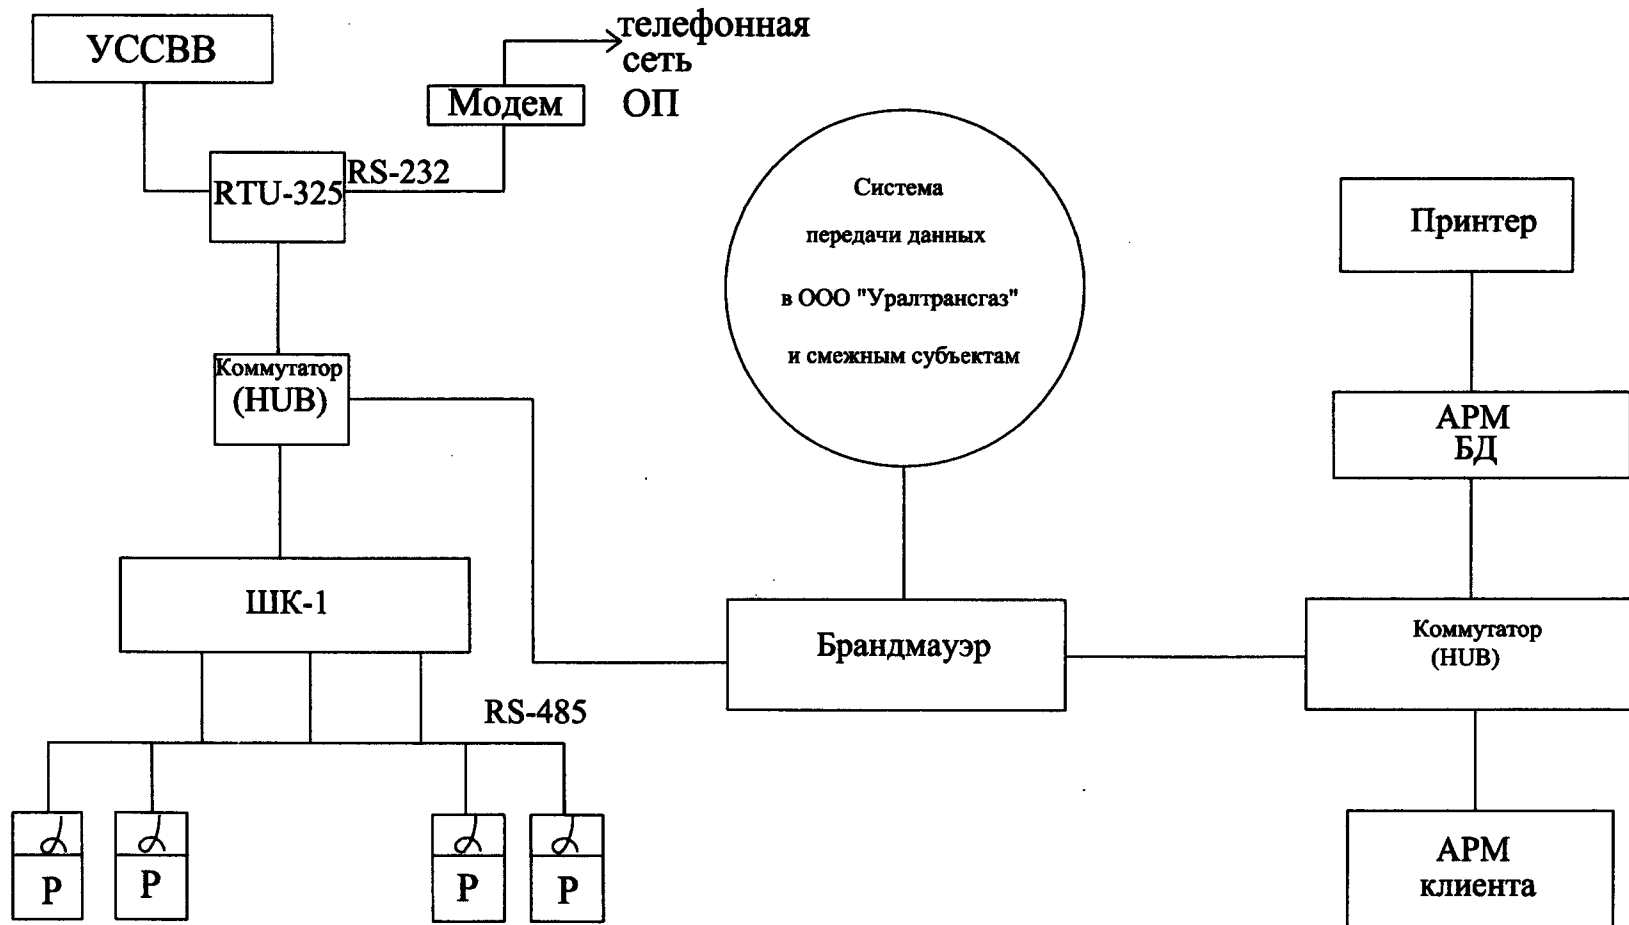 УССВВ
телефонная
сеть
ОП
Модем
RS-232
RTU-325
Коммутатор
(HUB)
ШК-1
RS-485
P
P
P
P
Система
передачи данных
в ООО "Уралтрансгаз"
и смежным субъектам
Брандмауэр
Принтер
АРМ
БД
Коммутатор
(HUB)
АРМ
клиента